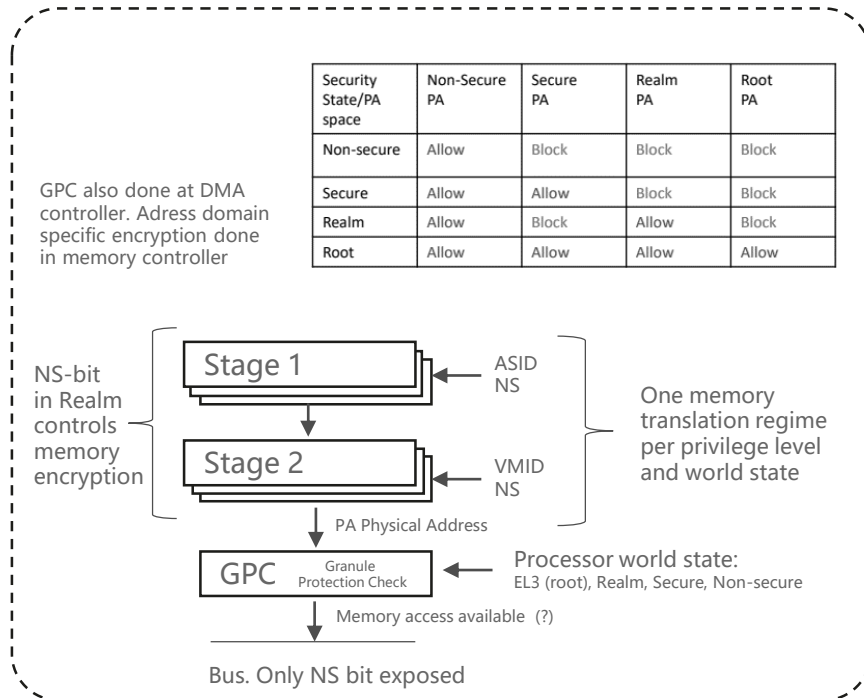 Security State/PA space
Non-Secure PA
Secure PA
Realm PA
Root PA
Non-secure Allow Block Block Block
Secure Allow Allow Block Block
Realm Allow Block Allow Block
Root Allow Allow Allow Allow
GPC also done at DMA
controller. Adress domain
specific encryption done
in memory controller
NS-bit
in Realm
controls
memory
encryption
Stage 1
ASID
NS
Stage 2
VMID
NS
One memory
translation regime
per privilege level
and world state
PA Physical Address
GPC
Granule
Protection Check
Processor world state:
EL3 (root), Realm, Secure, Non-secure
Memory access available (?)
Bus. Only NS bit exposed